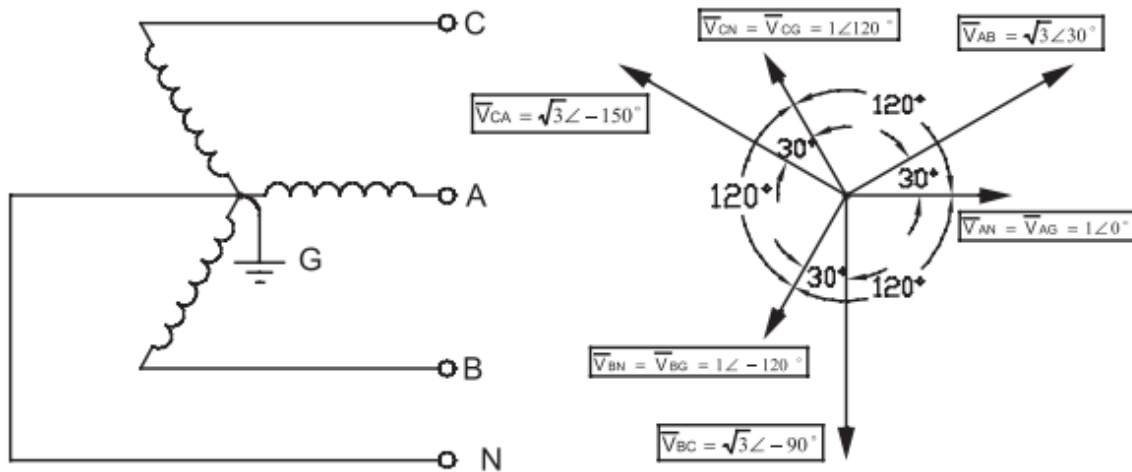 C
A
G
B
N
V̅CN = V̅CG = 1∠120°
V̅AB = √3∠30°
V̅CA = √3∠-150°
120°
30°
120°
30°
V̅AN = V̅AG = 1∠0°
30°
120°
V̅BN = V̅BG = 1∠-120°
V̅BC = √3∠-90°